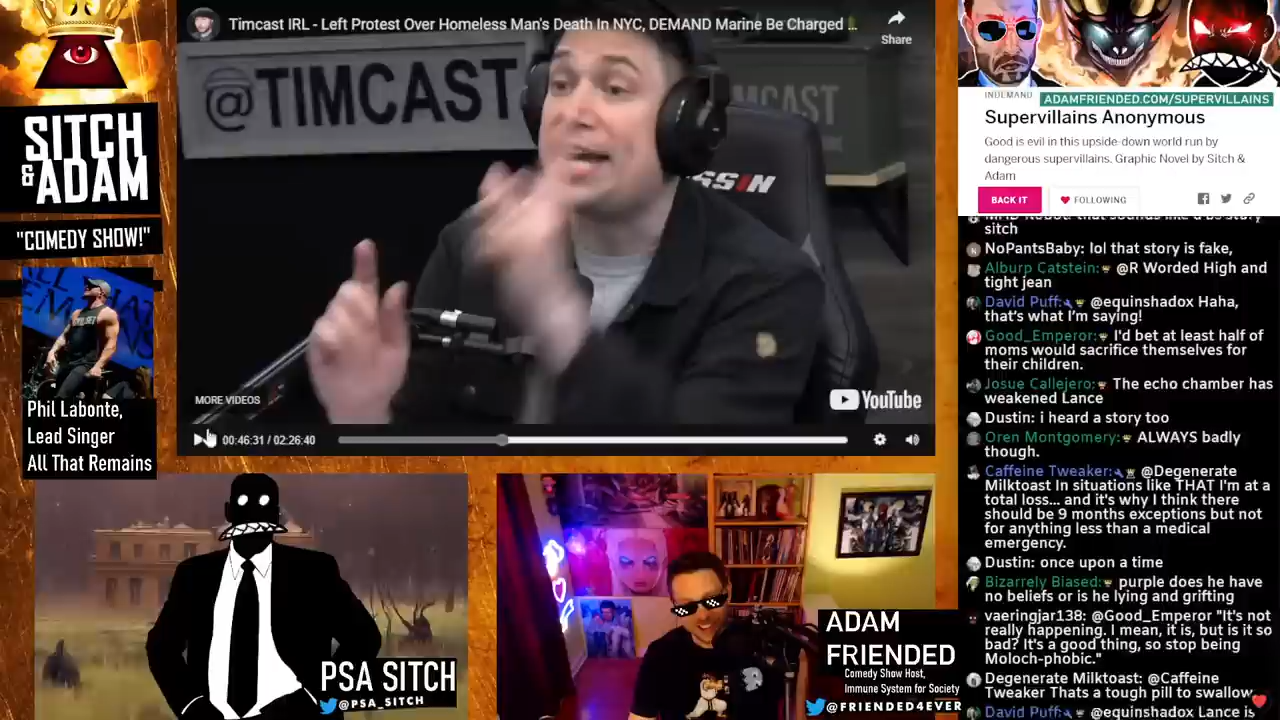 Timcast IRL - Left Protest Over Homeless Man's Death In NYC, DEMAND Marine Be Charged ...
Share
@TIMCAST
CAST
SSIN
MORE VIDEOS
YouTube
00:46:31 / 02:26:40
SITCH
& ADAM
"COMEDY SHOW!"
Phil Labonte,
Lead Singer
All That Remains
PSA SITCH
@PSA_SITCH
ADAM
FRIENDED
Comedy Show Host,
Immune System for Society
@FRIENDED4EVER
INDEMAND
ADAMFRIENDED.COM/SUPERVILLAINS
Supervillains Anonymous
Good is evil in this upside-down world run by
dangerous supervillains. Graphic Novel by Sitch &
Adam
BACK IT
FOLLOWING
sitch
NoPantsBaby: lol that story is fake,
Alburp Catstein: @R Worded High and
tight jean
David Puff: @equinshadox Haha,
that's what I'm saying!
Good_Emperor: I'd bet at least half of
moms would sacrifice themselves for
their children.
Josue Callejero: The echo chamber has
weakened Lance
Dustin: i heard a story too
Oren Montgomery: ALWAYS badly
though.
Caffeine Tweaker: @Degenerate
Milktoast In situations like THAT I'm at a
total loss... and it's why I think there
should be 9 months exceptions but not
for anything less than a medical
emergency.
Dustin: once upon a time
Bizarrely Biased: purple does he have
no beliefs or is he lying and grifting
vaeringjar138: @Good_Emperor "It's not
really happening. I mean, it is, but is it so
bad? It's a good thing, so stop being
Moloch-phobic."
Degenerate Milktoast: @Caffeine
Tweaker Thats a tough pill to swallow
David Puff: @equinshadox Lance is